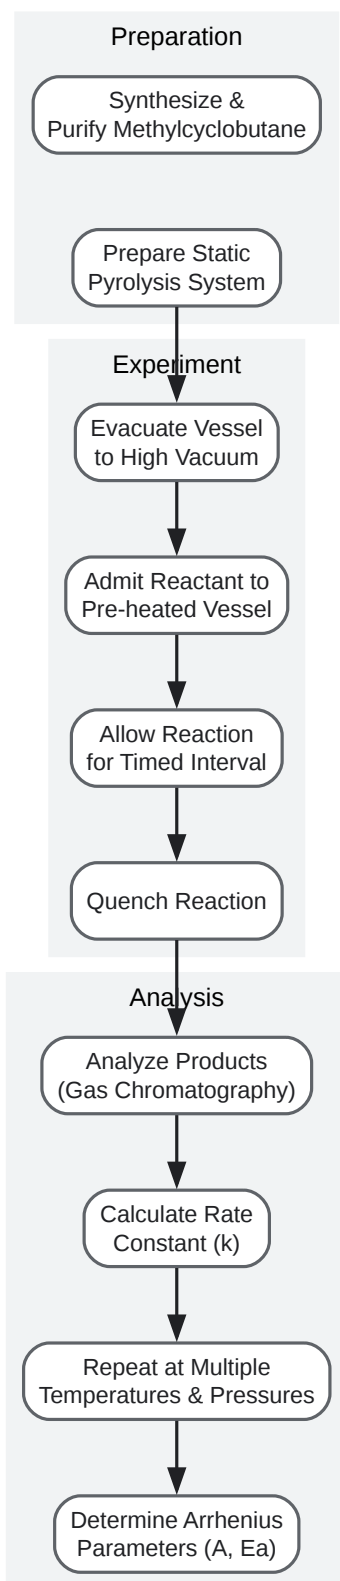 Preparation
Synthesize &
Purify Methylcyclobutane
Prepare Static
Pyrolysis System
Experiment
Evacuate Vessel
to High Vacuum
Admit Reactant to
Pre-heated Vessel
Allow Reaction
for Timed Interval
Quench Reaction
Analysis
Analyze Products
(Gas Chromatography)
Calculate Rate
Constant (k)
Repeat at Multiple
Temperatures & Pressures
Determine Arrhenius
Parameters (A, Ea)